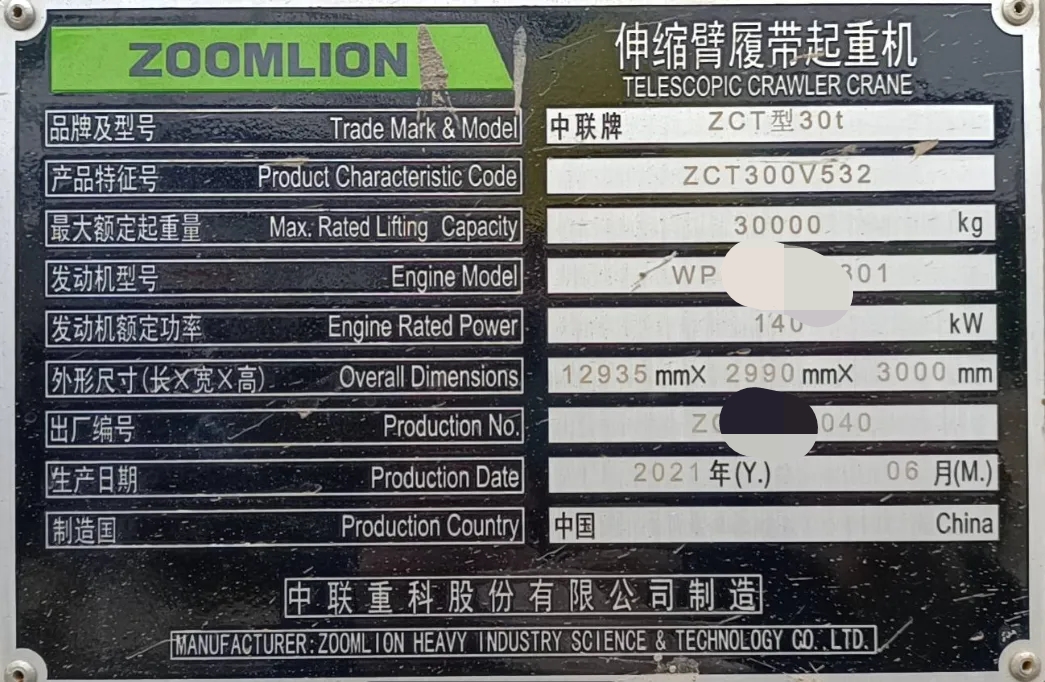 ZOOMLION
伸缩臂履带起重机
TELESCOPIC CRAWLER CRANE
品牌及型号 Trade Mark & Model 中联牌 ZCT型30t
产品特征号 Product Characteristic Code ZCT300V532
最大额定起重量 Max. Rated Lifting Capacity 30000 kg
发动机型号 Engine Model WP 301
发动机额定功率 Engine Rated Power 140 kW
外形尺寸(长X宽X高) Overall Dimensions 12935 mmX 2990 mmX 3000 mm
出厂编号 Production No. ZC 040
生产日期 Production Date 2021 年(Y.) 06 月(M.)
制造国 Production Country 中国 China
中联重科股份有限公司制造
MANUFACTURER:ZOOMLION HEAVY INDUSTRY SCIENCE & TECHNOLOGY CO.,LTD.